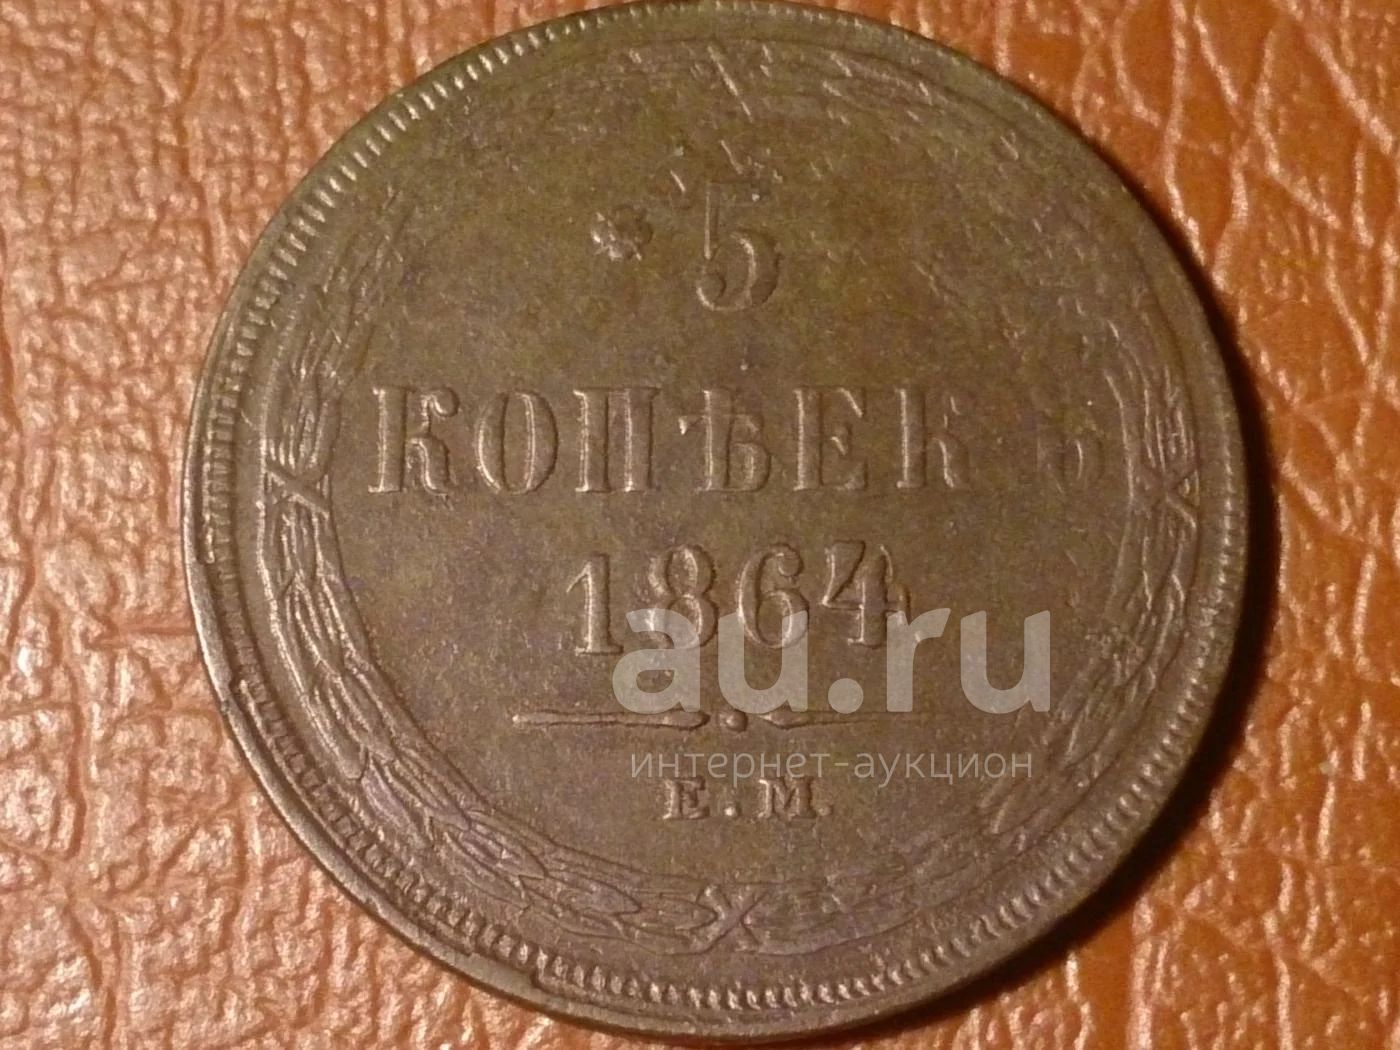 5
КОПѢЕКЪ
1864
au.ru
интернет-аукцион
Е.М.